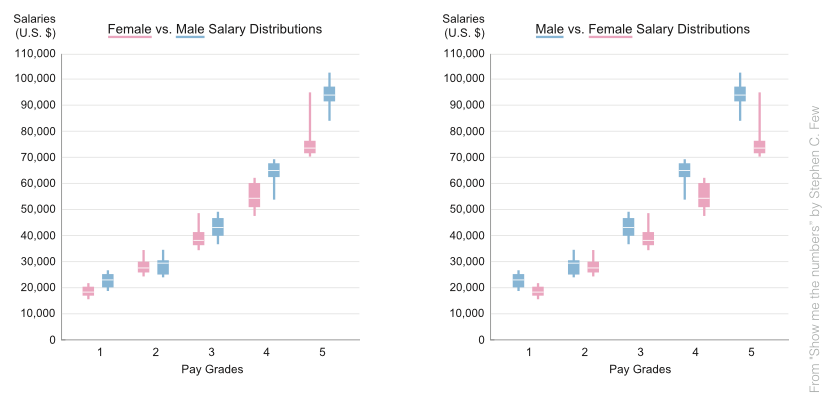 Salaries
(U.S. $)
Female vs. Male Salary Distributions
110,000
100,000
90,000
80,000
70,000
60,000
50,000
40,000
30,000
20,000
10,000
0
1 2 3 4 5
Pay Grades
Salaries
(U.S. $)
Male vs. Female Salary Distributions
110,000
100,000
90,000
80,000
70,000
60,000
50,000
40,000
30,000
20,000
10,000
0
1 2 3 4 5
Pay Grades
From "Show me the numbers" by Stephen C. Few